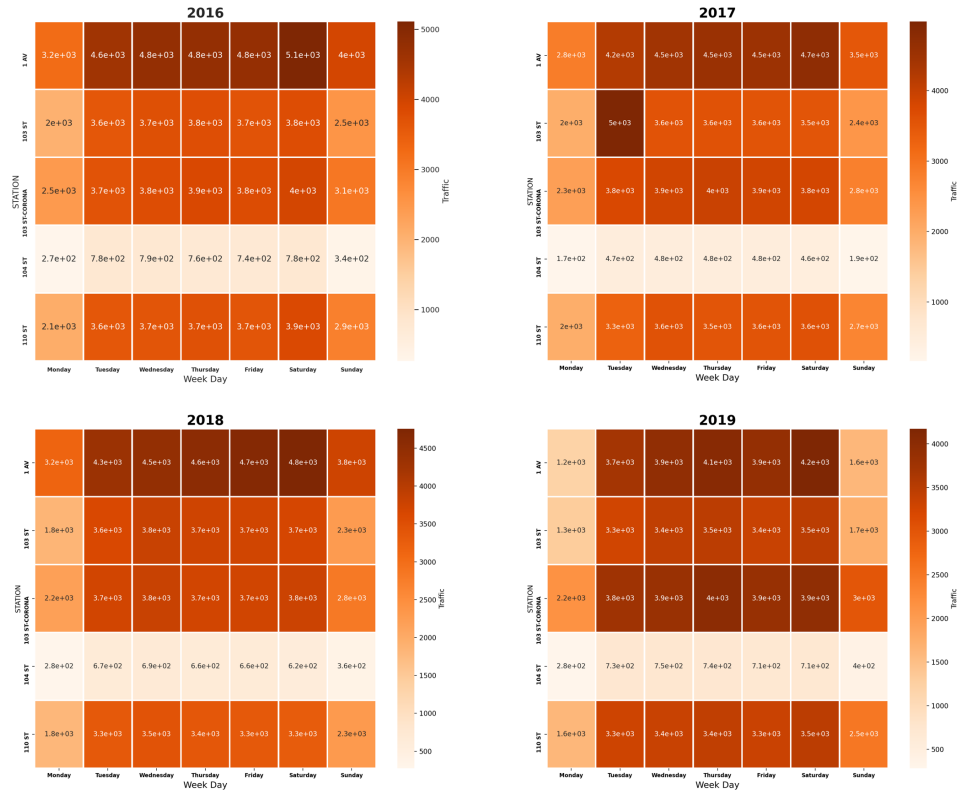 2016
1 AV 3.2e+03 4.6e+03 4.8e+03 4.8e+03 4.8e+03 5.1e+03 4e+03
103 ST 2e+03 3.6e+03 3.7e+03 3.8e+03 3.7e+03 3.8e+03 2.5e+03
103 ST-CORONA 2.5e+03 3.7e+03 3.8e+03 3.9e+03 3.8e+03 4e+03 3.1e+03
104 ST 2.7e+02 7.8e+02 7.9e+02 7.6e+02 7.4e+02 7.8e+02 3.4e+02
110 ST 2.1e+03 3.6e+03 3.7e+03 3.7e+03 3.7e+03 3.9e+03 2.9e+03
Monday Tuesday Wednesday Thursday Friday Saturday Sunday
Week Day
STATION
5000
4000
3000
2000
1000
Traffic
2017
1 AV 2.8e+03 4.2e+03 4.5e+03 4.5e+03 4.5e+03 4.7e+03 3.5e+03
103 ST 2e+03 5e+03 3.6e+03 3.6e+03 3.6e+03 3.5e+03 2.4e+03
103 ST-CORONA 2.3e+03 3.8e+03 3.9e+03 4e+03 3.9e+03 3.8e+03 2.8e+03
104 ST 1.7e+02 4.7e+02 4.8e+02 4.8e+02 4.8e+02 4.6e+02 1.9e+02
110 ST 2e+03 3.3e+03 3.6e+03 3.5e+03 3.6e+03 3.6e+03 2.7e+03
Monday Tuesday Wednesday Thursday Friday Saturday Sunday
Week Day
STATION
4000
3000
2000
1000
Traffic
2018
1 AV 3.2e+03 4.3e+03 4.5e+03 4.6e+03 4.7e+03 4.8e+03 3.8e+03
103 ST 1.8e+03 3.6e+03 3.8e+03 3.7e+03 3.7e+03 3.7e+03 2.3e+03
103 ST-CORONA 2.2e+03 3.7e+03 3.8e+03 3.7e+03 3.7e+03 3.8e+03 2.8e+03
104 ST 2.8e+02 6.7e+02 6.9e+02 6.6e+02 6.6e+02 6.2e+02 3.6e+02
110 ST 1.8e+03 3.3e+03 3.5e+03 3.4e+03 3.3e+03 3.3e+03 2.3e+03
Monday Tuesday Wednesday Thursday Friday Saturday Sunday
Week Day
STATION
4500
4000
3500
3000
2500
2000
1500
1000
500
Traffic
2019
1 AV 1.2e+03 3.7e+03 3.9e+03 4.1e+03 3.9e+03 4.2e+03 1.6e+03
103 ST 1.3e+03 3.3e+03 3.4e+03 3.5e+03 3.4e+03 3.5e+03 1.7e+03
103 ST-CORONA 2.2e+03 3.8e+03 3.9e+03 4e+03 3.9e+03 3.9e+03 3e+03
104 ST 2.8e+02 7.3e+02 7.5e+02 7.4e+02 7.1e+02 7.1e+02 4e+02
110 ST 1.6e+03 3.3e+03 3.4e+03 3.4e+03 3.3e+03 3.5e+03 2.5e+03
Monday Tuesday Wednesday Thursday Friday Saturday Sunday
Week Day
STATION
4000
3500
3000
2500
2000
1500
1000
500
Traffic